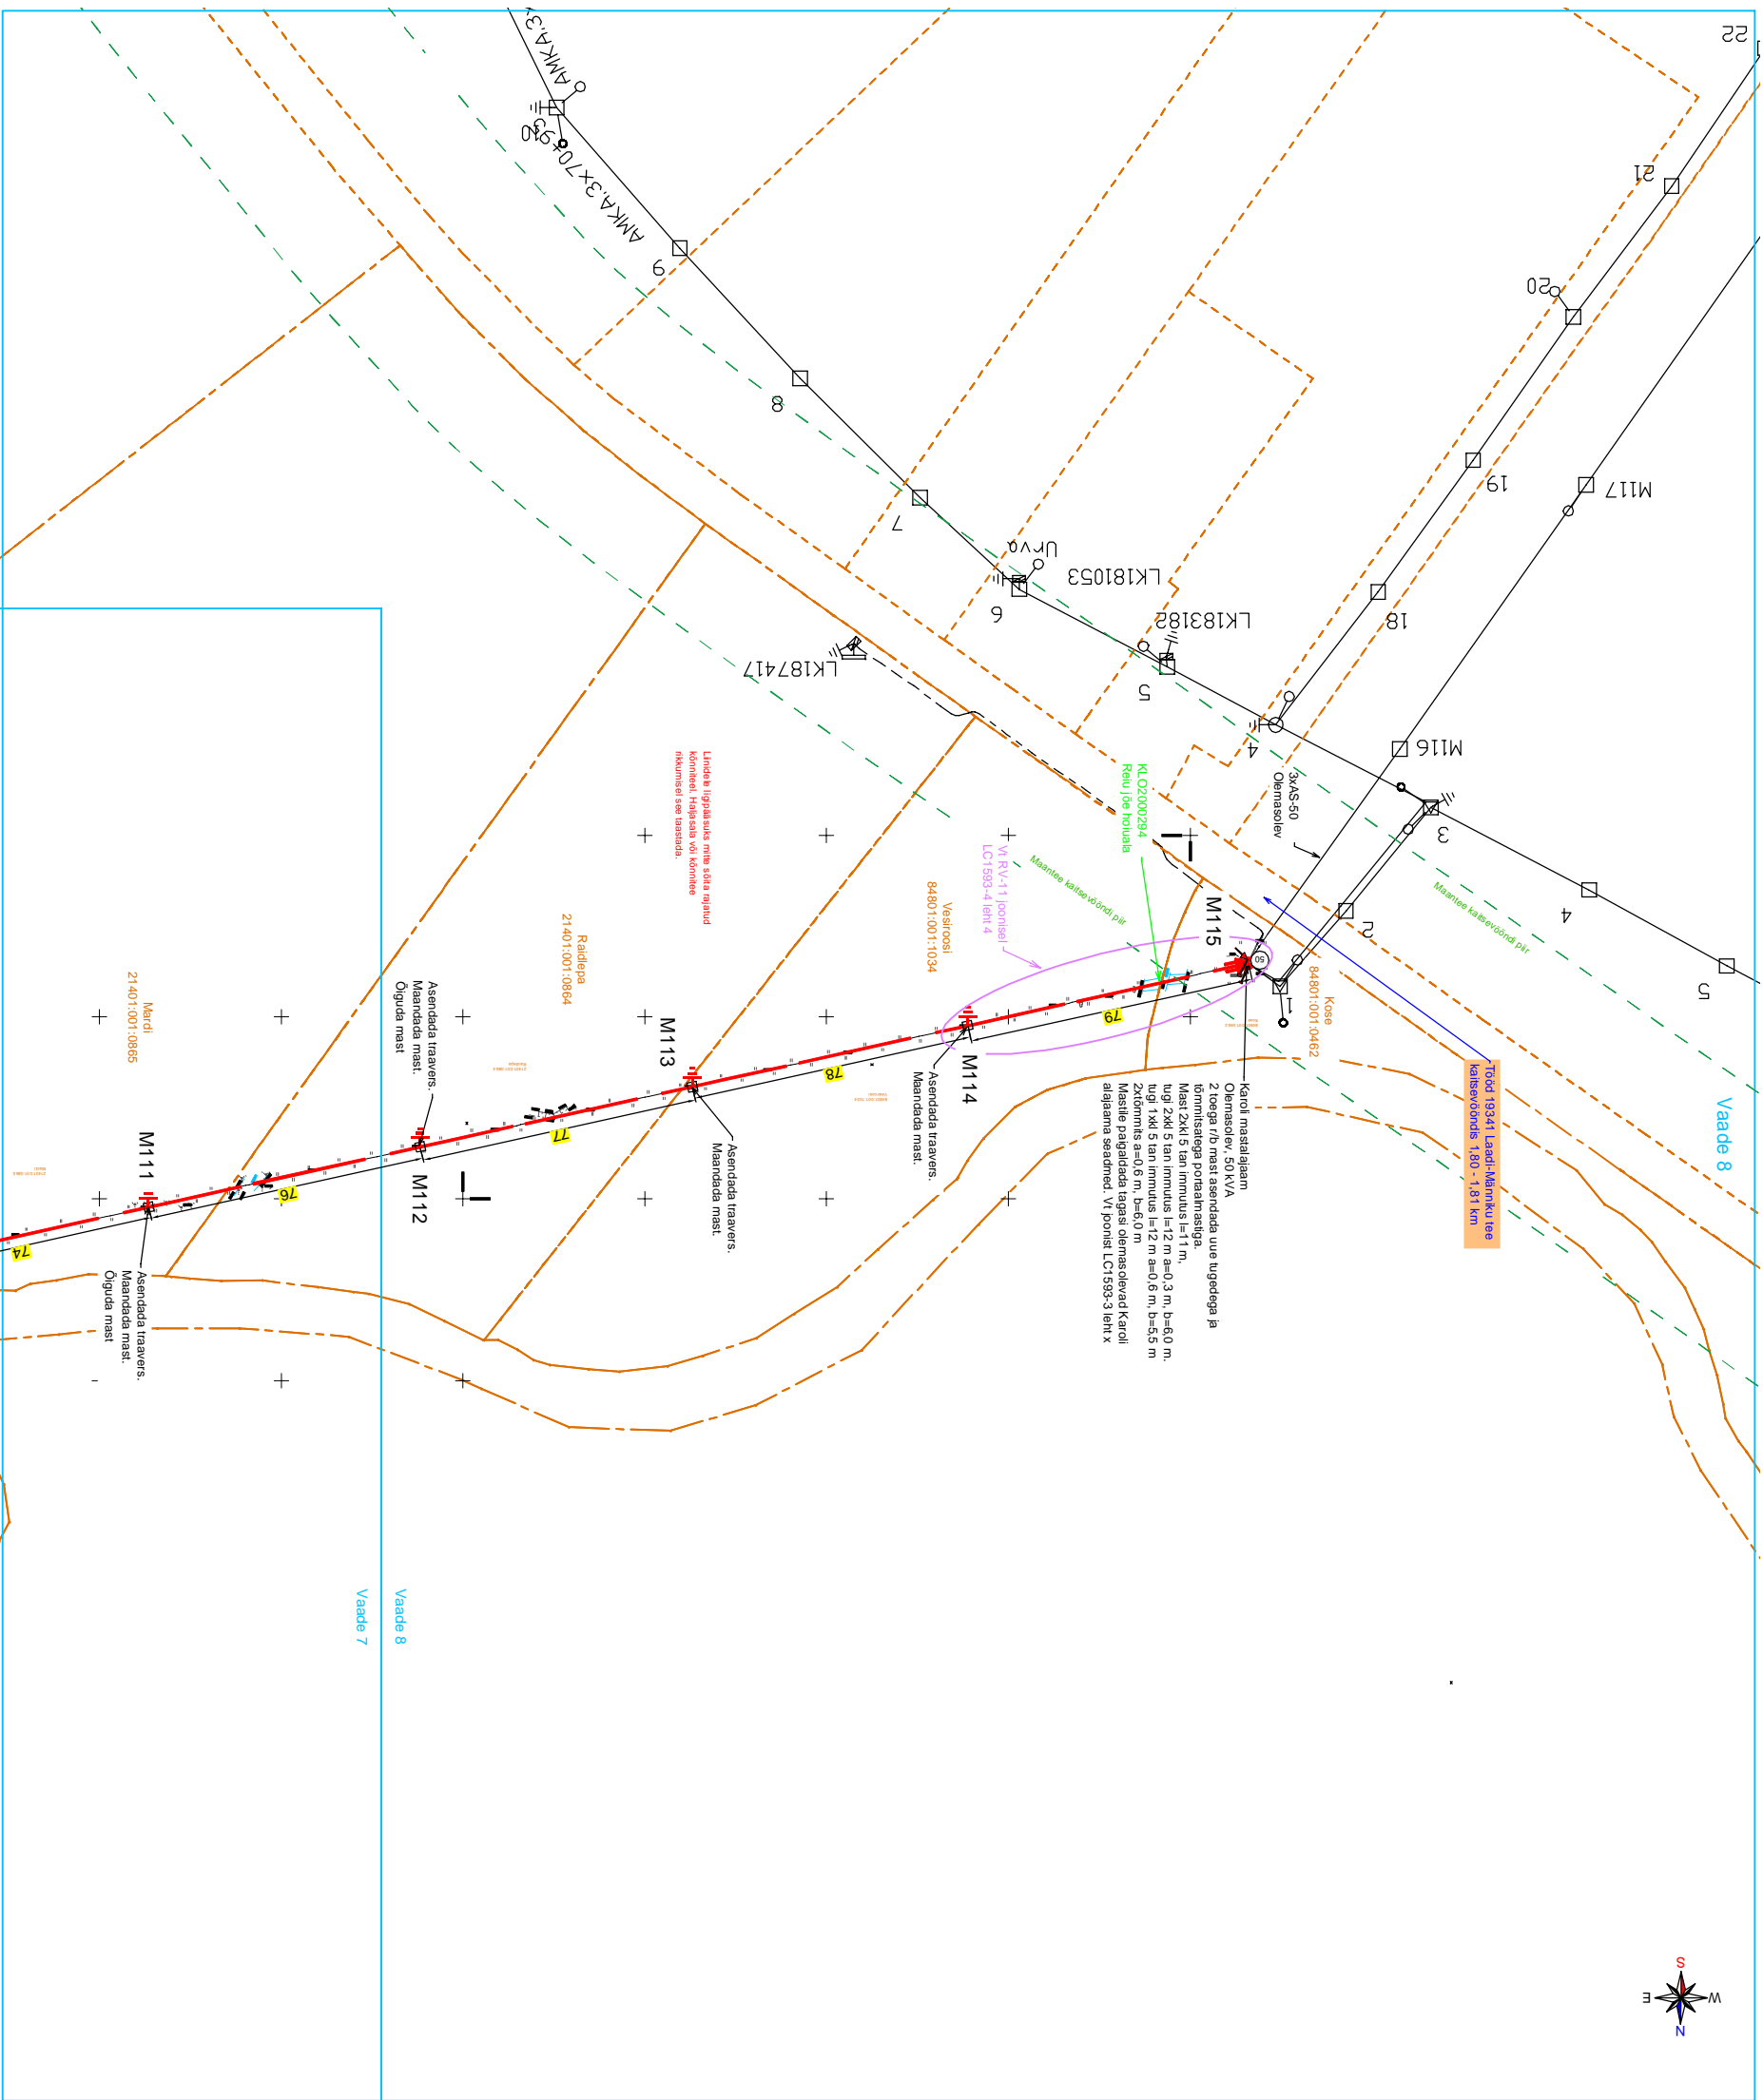 Vaade 8
22
21
20
19
18
M117
M116
AMKA,3×
AMKA,3×70+95
9
8
7
6
5
4
3
4
5
2
1
Urva
LK181053
LK183182
LK187417
3xAS-50
Olemasolev
Maantee kaitsevööndi piir
Maantee kaitsevööndi piir
KLO2000294
Reiu jõe hoiuala
Vt RV-11 joonisel
LC1593-4 leht 4
Liinidele ligipääsuks mitte sõita rajatud
kõnniteel. Haljasala või kõnnitee
rikkumisel see taastada.
Tööd 19341 Laadi-Männiku tee
kaitsevööndis 1,80 - 1,81 km
Kose
84801:001:0462
Vesiroosi
84801:001:1034
Raidlepa
21401:001:0864
Mardi
21401:001:0865
M115
50
M114
M113
M112
M111
79
78
77
76
74
Karoli mastalajaam
Olemasolev, 50 kVA
2 toega r/b mast asendada uue tugedega ja
tõmmitsatega portaalmastiga.
Mast 2xkl 5 tan immutus l=11 m,
tugi 2xkl 5 tan immutus l=12 m a=0,3 m, b=6,0 m.
tugi 1xkl 5 tan immutus l=12 m a=0,6 m, b=5,5 m
2xtõmmits a=0,6 m, b=6,0 m
Mastile paigaldada tagasi olemasolevad Karoli
alajaama seadmed. Vt joonist LC1593-3 leht x
Asendada traavers.
Maandada mast.
Asendada traavers.
Maandada mast.
Asendada traavers.
Maandada mast.
Õiguda mast
Asendada traavers.
Maandada mast.
Õiguda mast
Vaade 8
Vaade 7
S
W
E
N